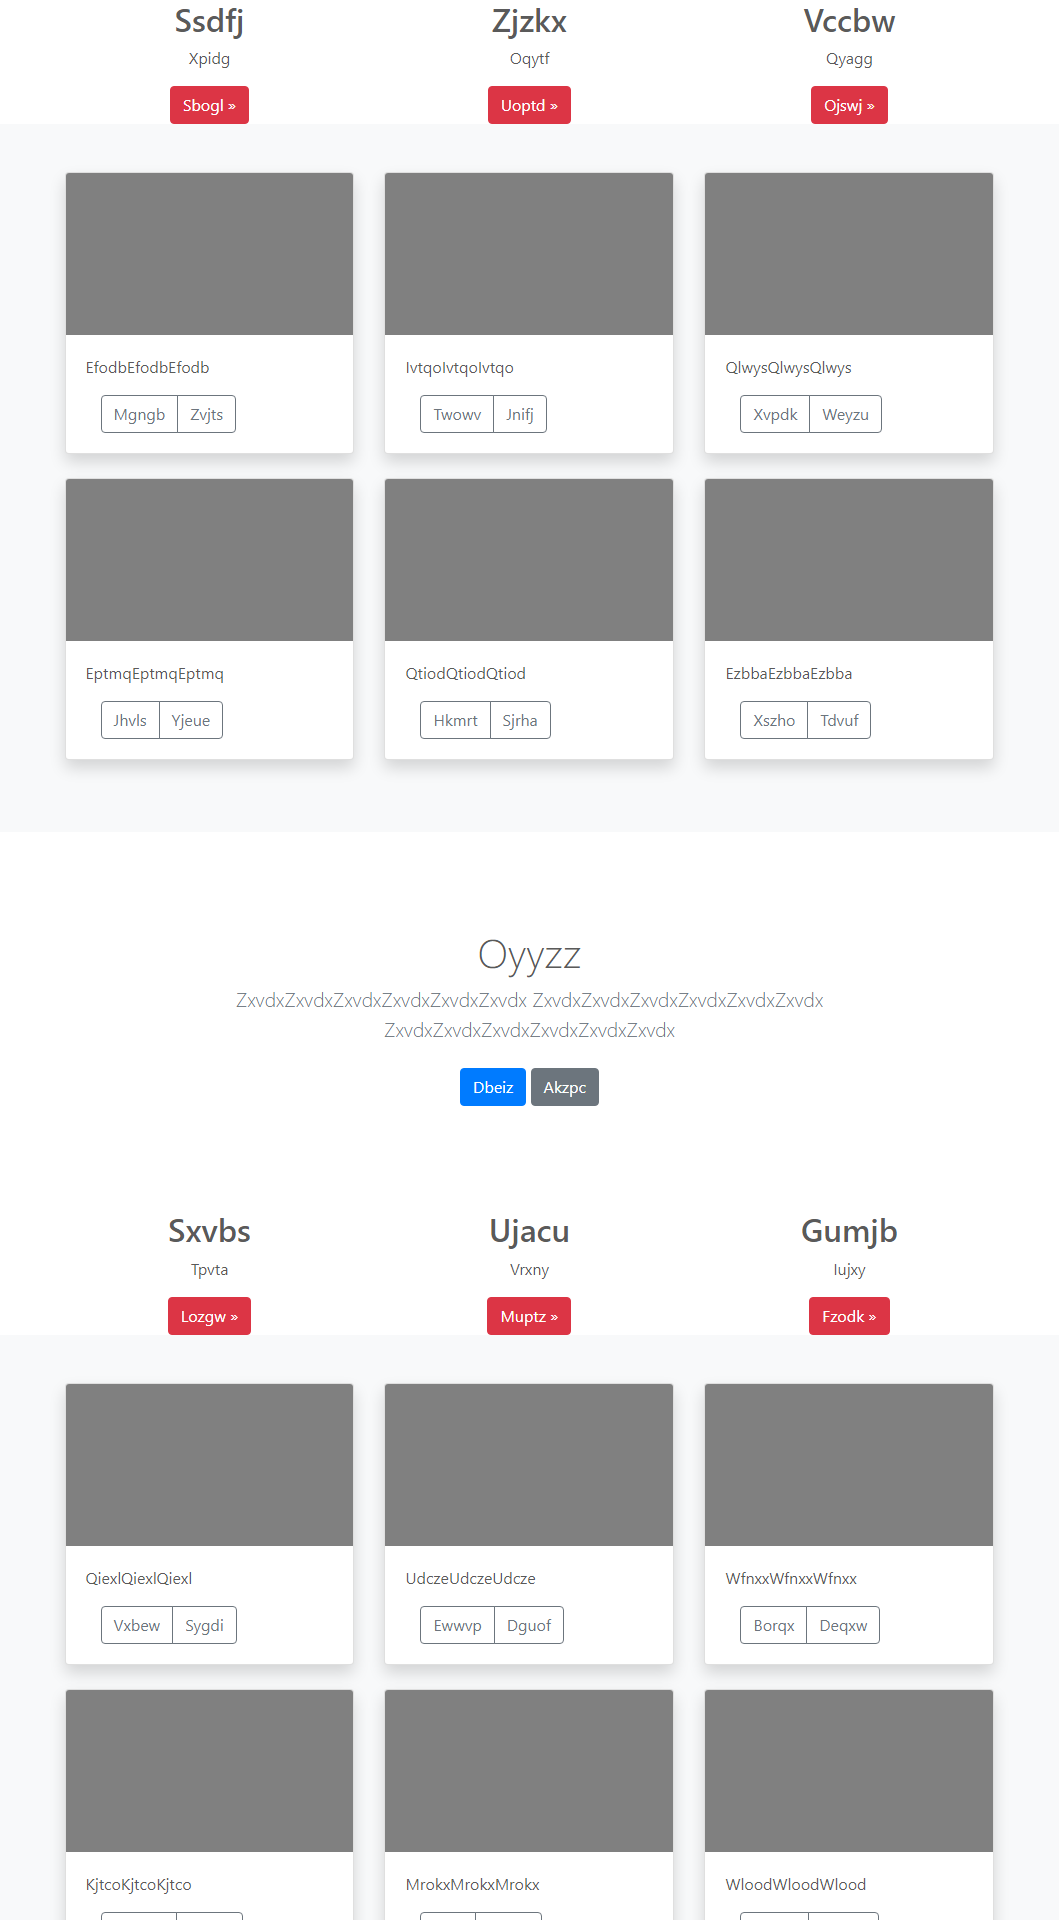 Ssdfj Zjzkx Vccbw
Xpidg Oqytf Qyagg
Sbogl » Uoptd » Ojswj »
EfodbEfodbEfodb IvtqoIvtqoIvtqo QlwysQlwysQlwys
Mgngb Zvjts Twowv Jnifj Xvpdk Weyzu
EptmqEptmqEptmq QtiodQtiodQtiod EzbbaEzbbaEzbba
Jhvls Yjeue Hkmrt Sjrha Xszho Tdvuf
Oyyzz
ZxvdxZxvdxZxvdxZxvdxZxvdxZxvdx ZxvdxZxvdxZxvdxZxvdxZxvdxZxvdx
ZxvdxZxvdxZxvdxZxvdxZxvdxZxvdx
Dbeiz Akzpc
Sxvbs Ujacu Gumjb
Tpvta Vrxny Iujxy
Lozgw » Muptz » Fzodk »
QiexlQiexlQiexl UdczeUdczeUdcze WfnxxWfnxxWfnxx
Vxbew Sygdi Ewwvp Dguof Borqx Deqxw
KjtcoKjtcoKjtco MrokxMrokxMrokx WloodWloodWlood